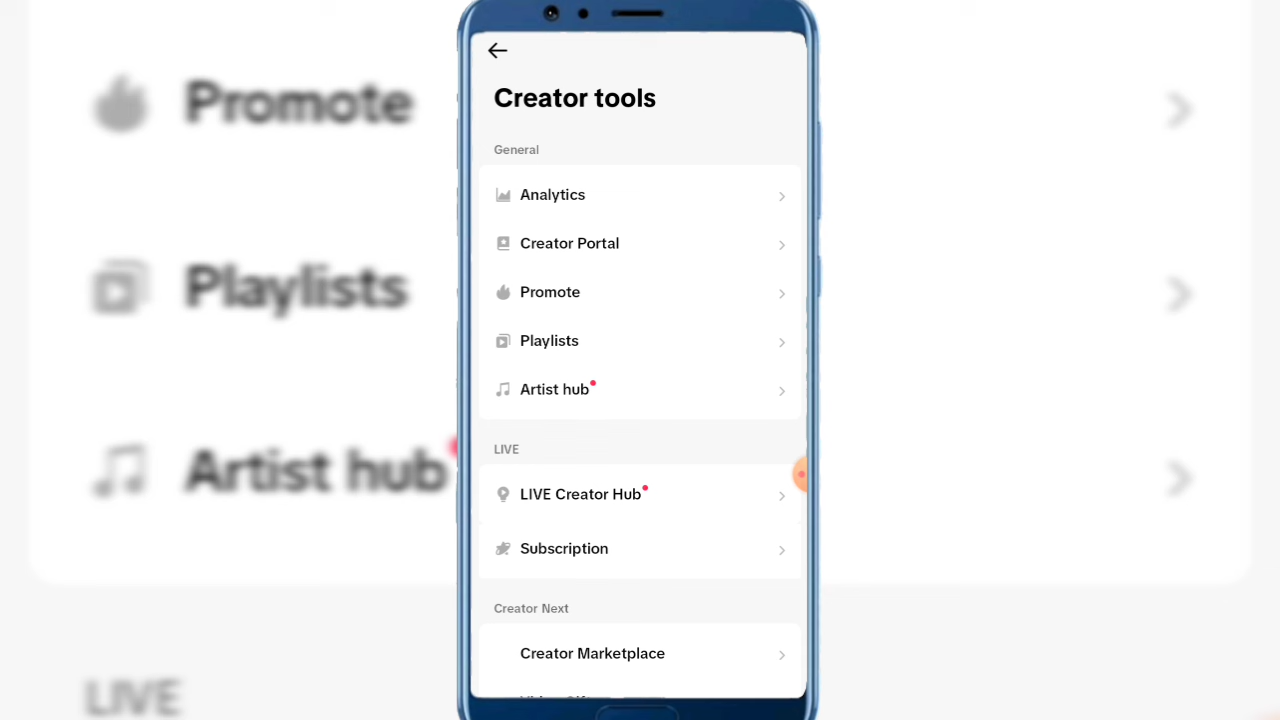 Creator tools
General
Analytics
Creator Portal
Promote
Playlists
Artist hub
LIVE
LIVE Creator Hub
Subscription
Creator Next
Creator Marketplace
Promote
Playlists
Artist hub
LIVE